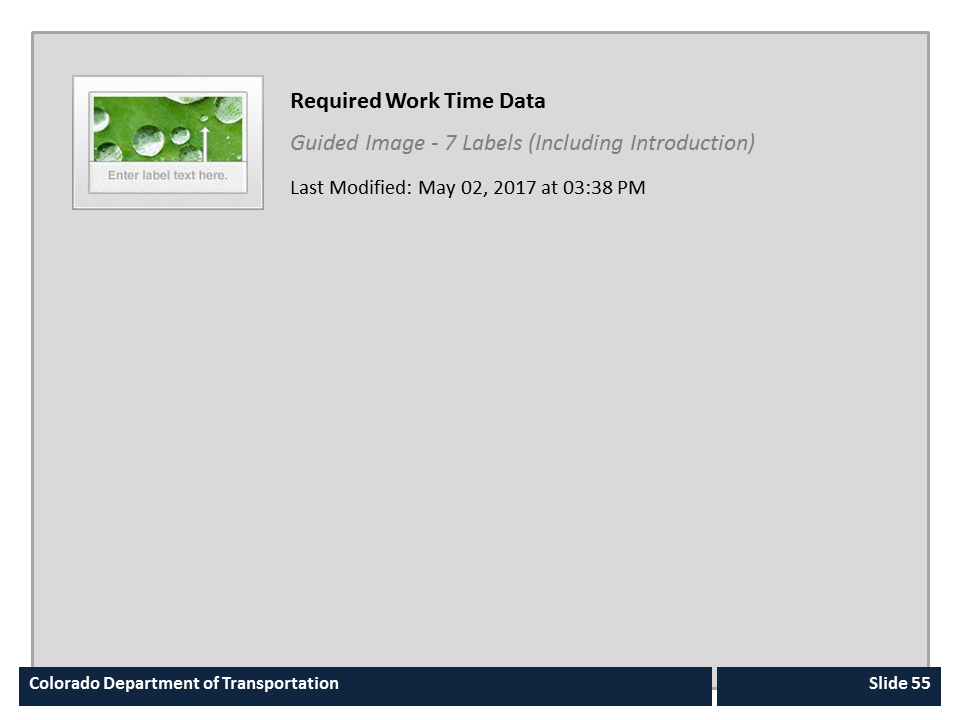 Enter label text here.
Required Work Time Data
Guided Image - 7 Labels (Including Introduction)
Last Modified: May 02, 2017 at 03:38 PM
Colorado Department of Transportation
Slide 55